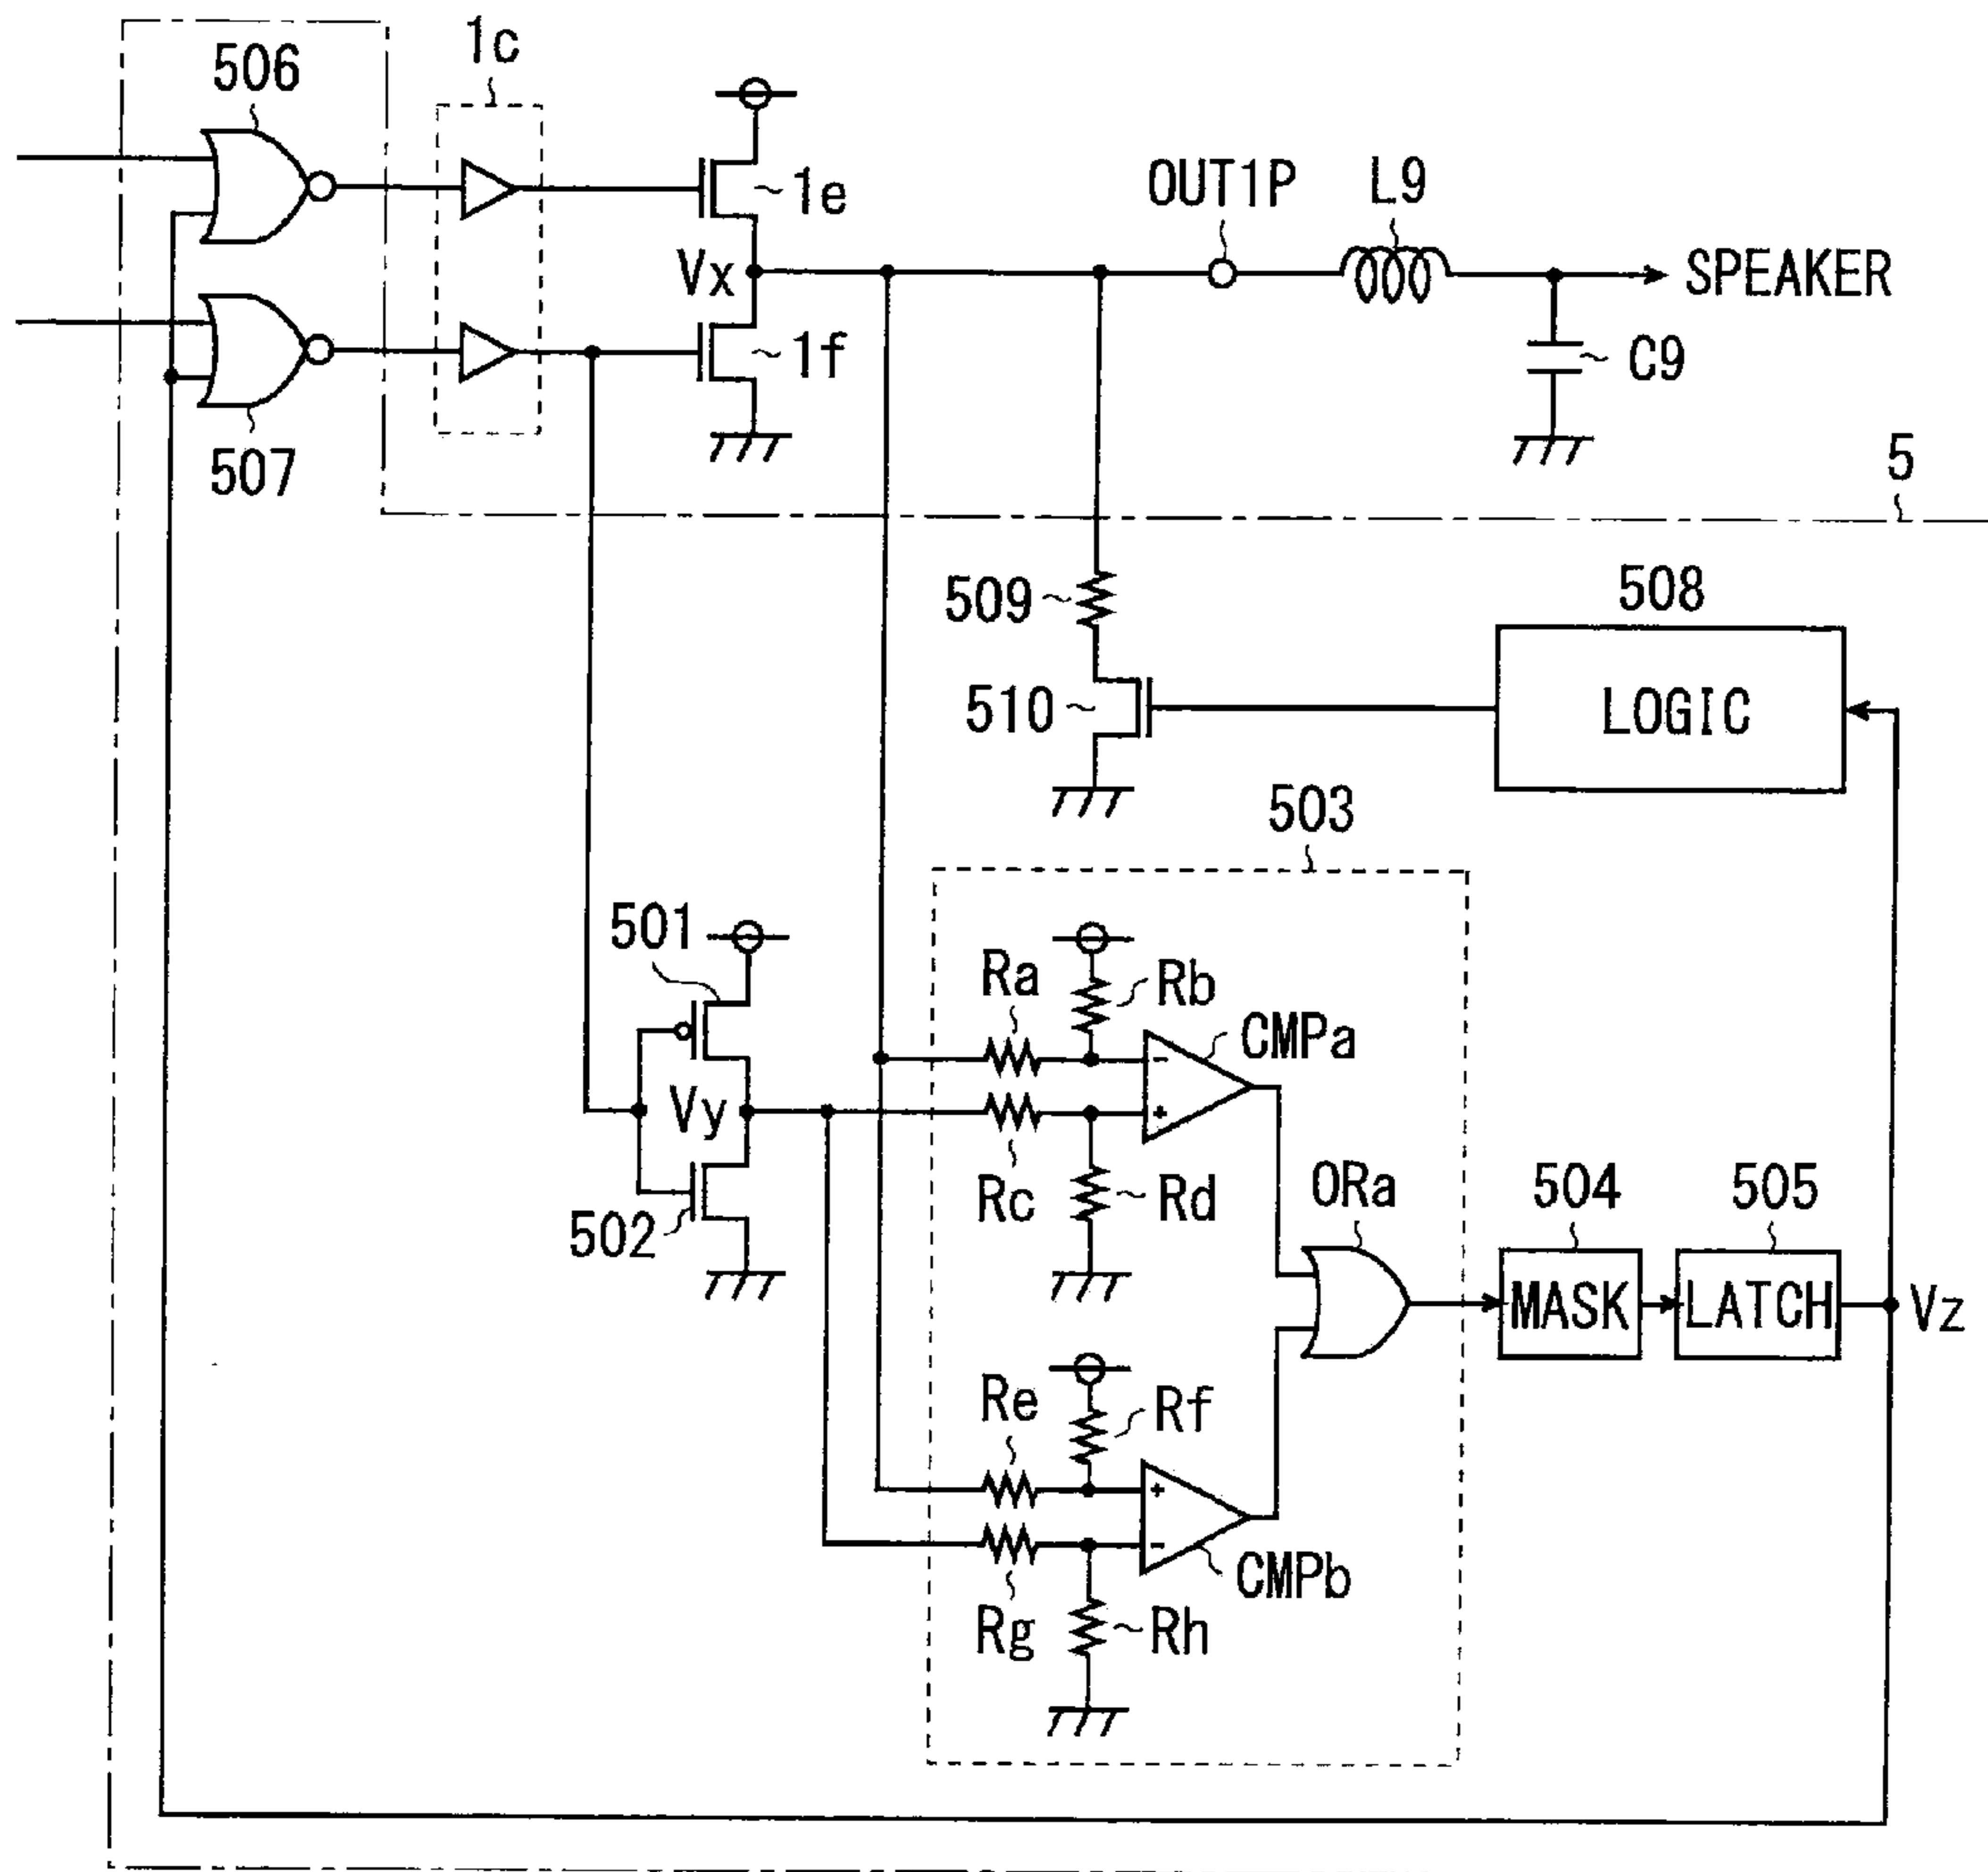 506
1c
1e
OUT1P
L9
Vx
SPEAKER
1f
C9
507
5
509
508
510
LOGIC
503
501
Ra
Rb
CMPa
Vy
-
+
Rc
Rd
ORa
504
505
502
MASK
LATCH
Vz
Re
Rf
+
-
CMPb
Rg
Rh